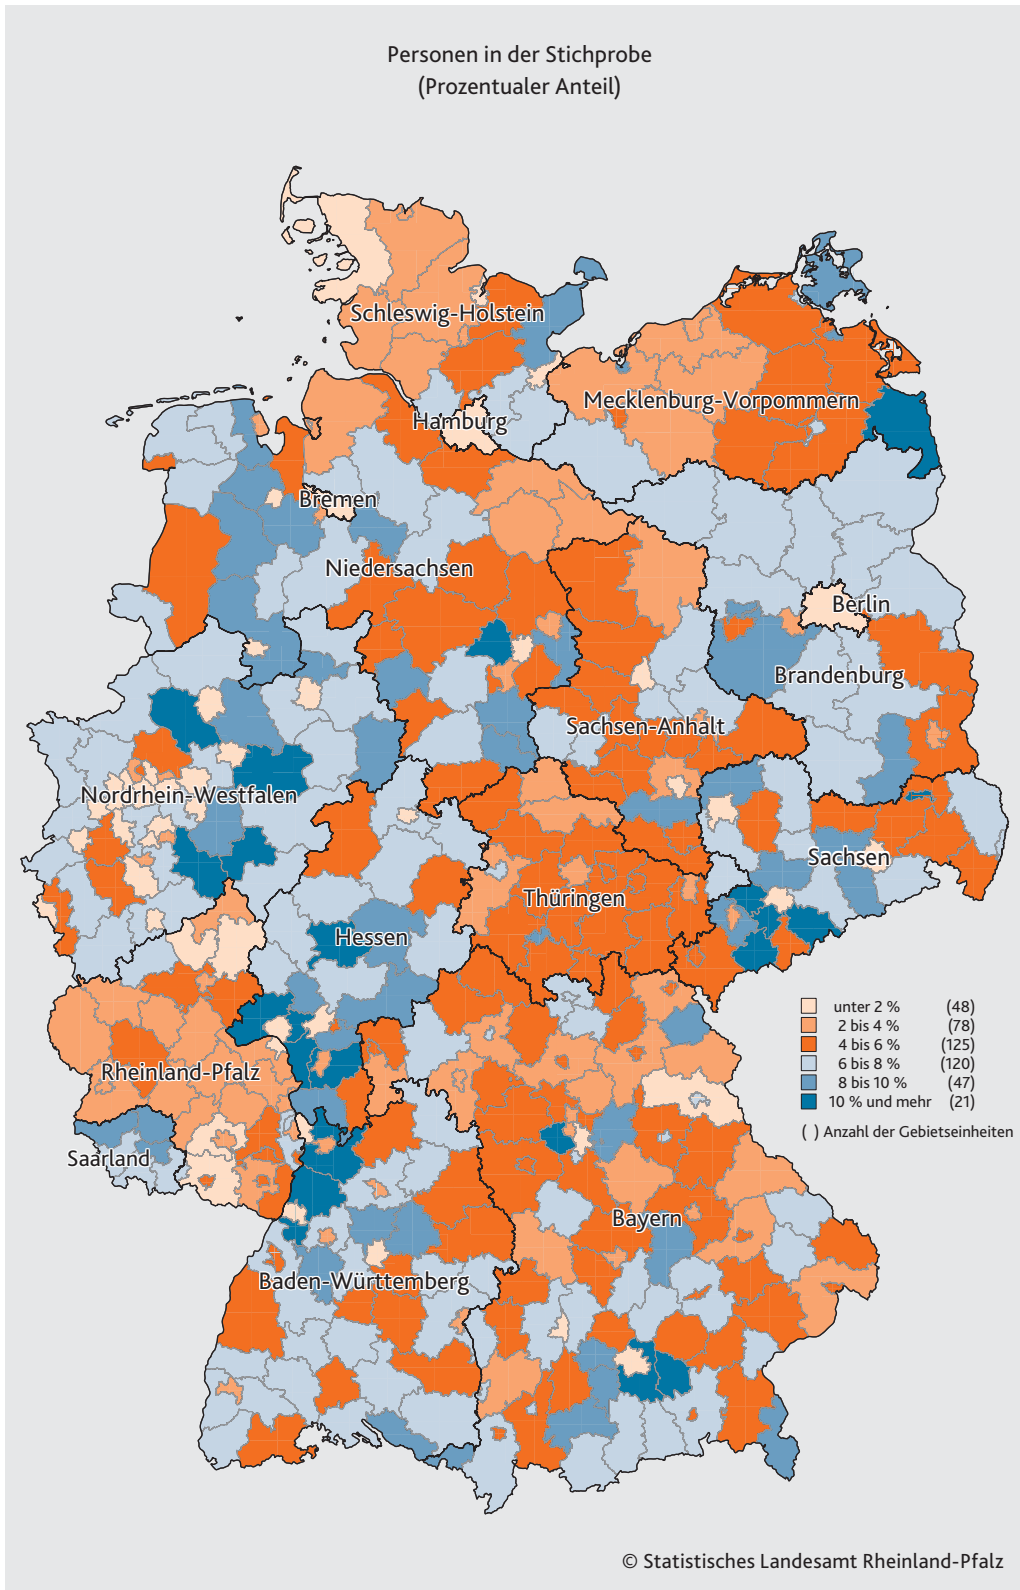 Personen in der Stichprobe
(Prozentualer Anteil)
Schleswig-Holstein
Mecklenburg-Vorpommern
Hamburg
Bremen
Niedersachsen
Berlin
Brandenburg
Sachsen-Anhalt
Nordrhein-Westfalen
Sachsen
Thüringen
Hessen
Rheinland-Pfalz
Saarland
Bayern
Baden-Württemberg
unter 2 % (48)
2 bis 4 % (78)
4 bis 6 % (125)
6 bis 8 % (120)
8 bis 10 % (47)
10 % und mehr (21)
( ) Anzahl der Gebietseinheiten
© Statistisches Landesamt Rheinland-Pfalz